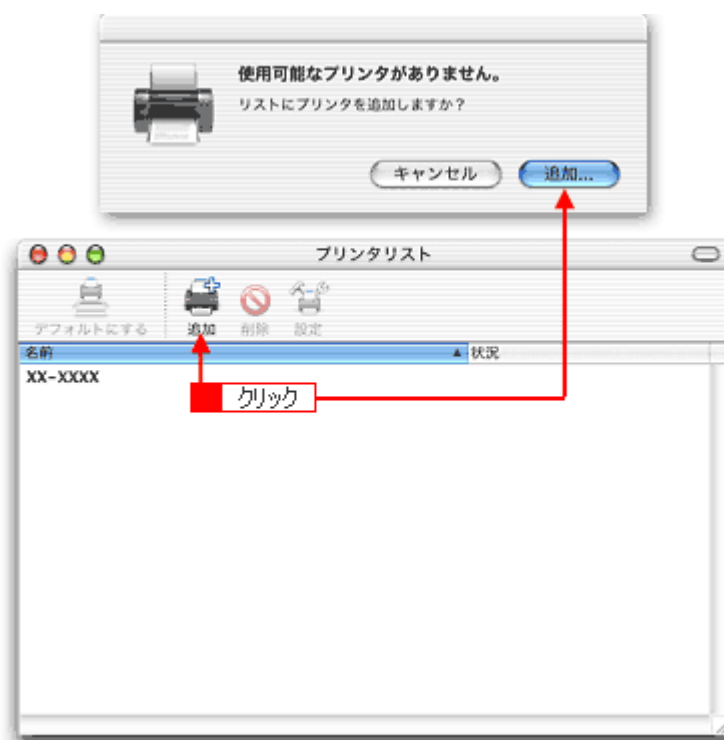 使用可能なプリンタがありません。
リストにプリンタを追加しますか？
キャンセル 追加...
プリンタリスト
デフォルトにする 追加 削除 設定
名前 状況
XX-XXXX
クリック